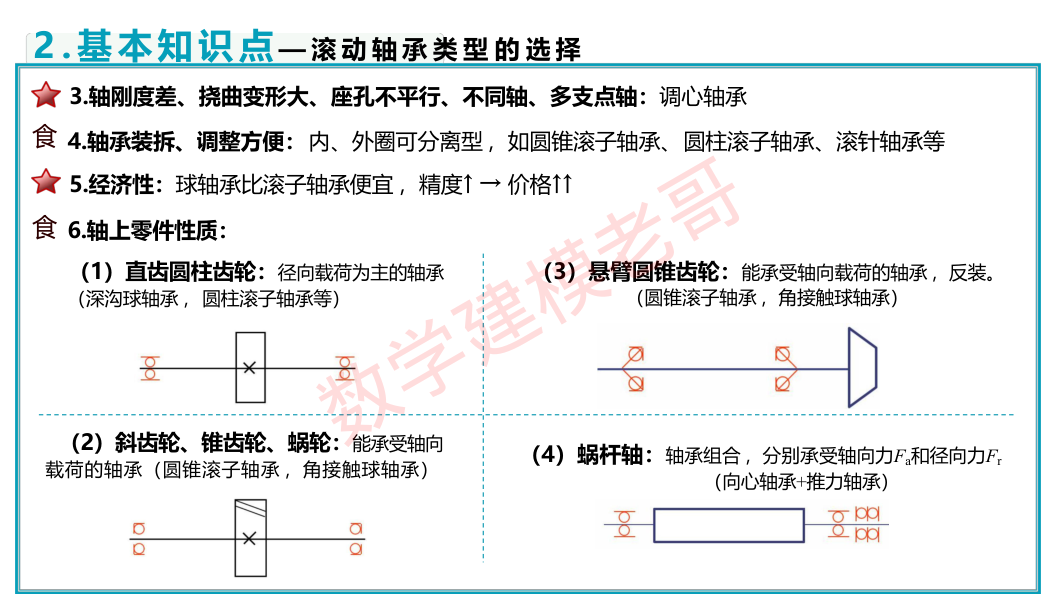 2.基本知识点—滚动轴承类型的选择
3.轴刚度差、挠曲变形大、座孔不平行、不同轴、多支点轴：调心轴承
食 4.轴承装拆、调整方便：内、外圈可分离型，如圆锥滚子轴承、圆柱滚子轴承、滚针轴承等
5.经济性：球轴承比滚子轴承便宜，精度↑→价格↑↑
食 6.轴上零件性质：
（1）直齿圆柱齿轮：径向载荷为主的轴承
（深沟球轴承，圆柱滚子轴承等）
（3）悬臂圆锥齿轮：能承受轴向载荷的轴承，反装。
（圆锥滚子轴承，角接触球轴承）
（2）斜齿轮、锥齿轮、蜗轮：能承受轴向
载荷的轴承（圆锥滚子轴承，角接触球轴承）
（4）蜗杆轴：轴承组合，分别承受轴向力Fa和径向力Fr
（向心轴承+推力轴承）
数学建模老哥